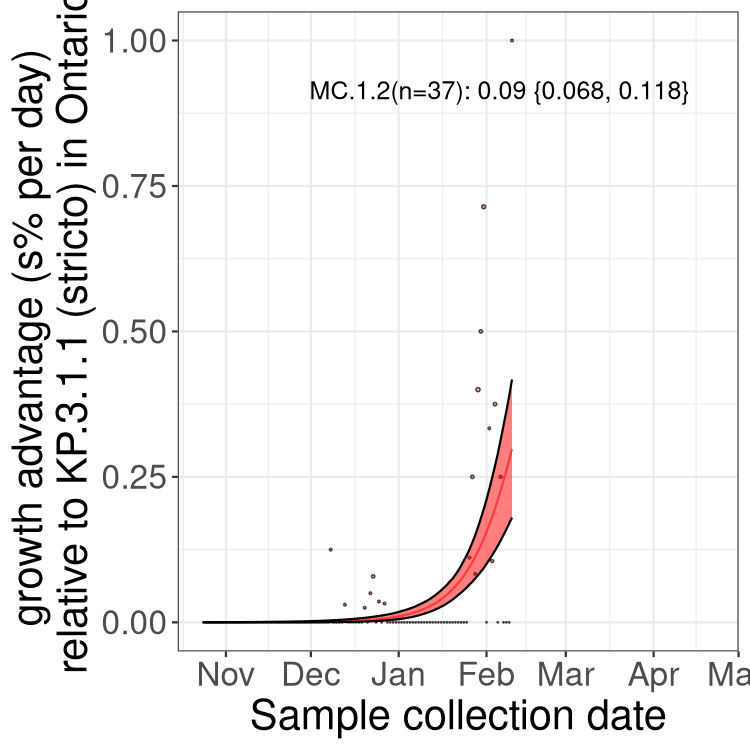 growth advantage (s% per day)
relative to KP.3.1.1 (stricto) in Ontario
1.00
0.75
0.50
0.25
0.00
MC.1.2(n=37): 0.09 {0.068, 0.118}
Nov Dec Jan Feb Mar Apr Ma
Sample collection date